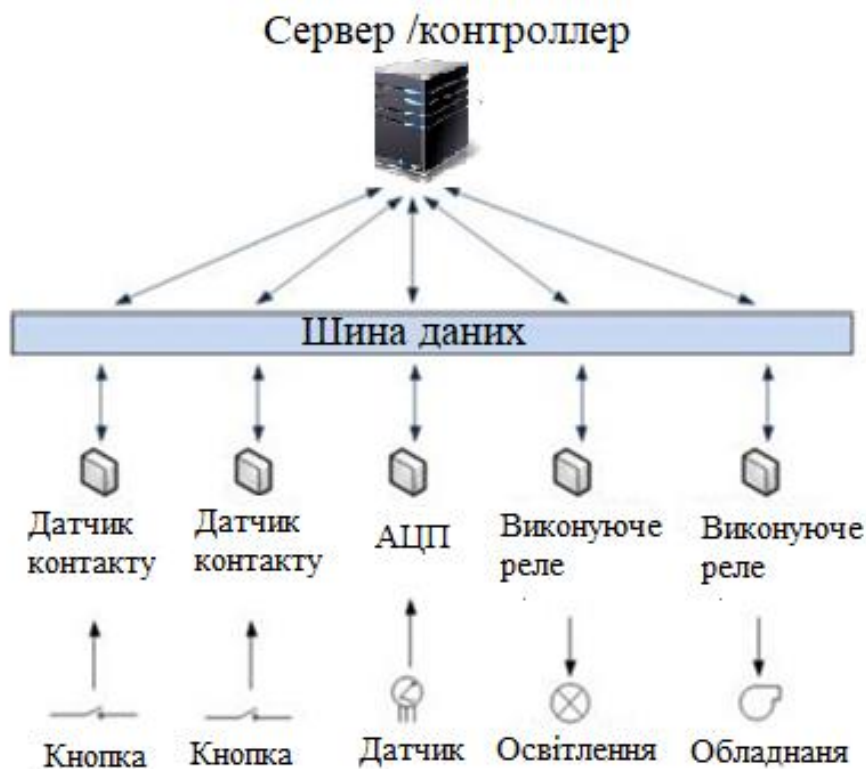 Сервер /контроллер
Шина даних
Датчик
контакту
Датчик
контакту
АЦП
Виконуюче
реле
Виконуюче
реле
Кнопка
Кнопка
Датчик
Освітлення
Обладнаня